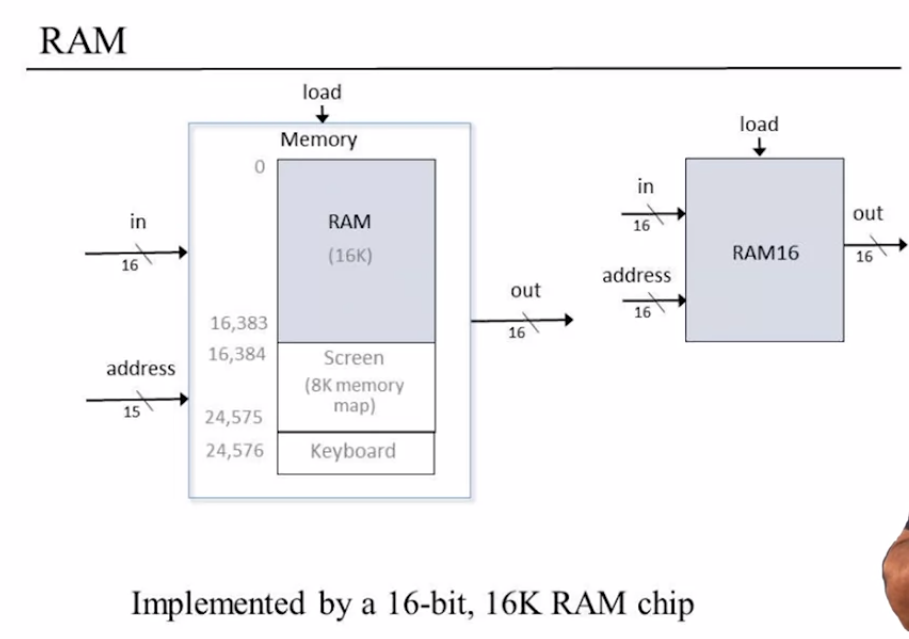 RAM
load
Memory
0
RAM
(16K)
in
16
16,383
16,384
Screen
(8K memory
map)
address
15
24,575
24,576
Keyboard
out
16
load
in
16
address
16
RAM16
out
16
Implemented by a 16-bit, 16K RAM chip